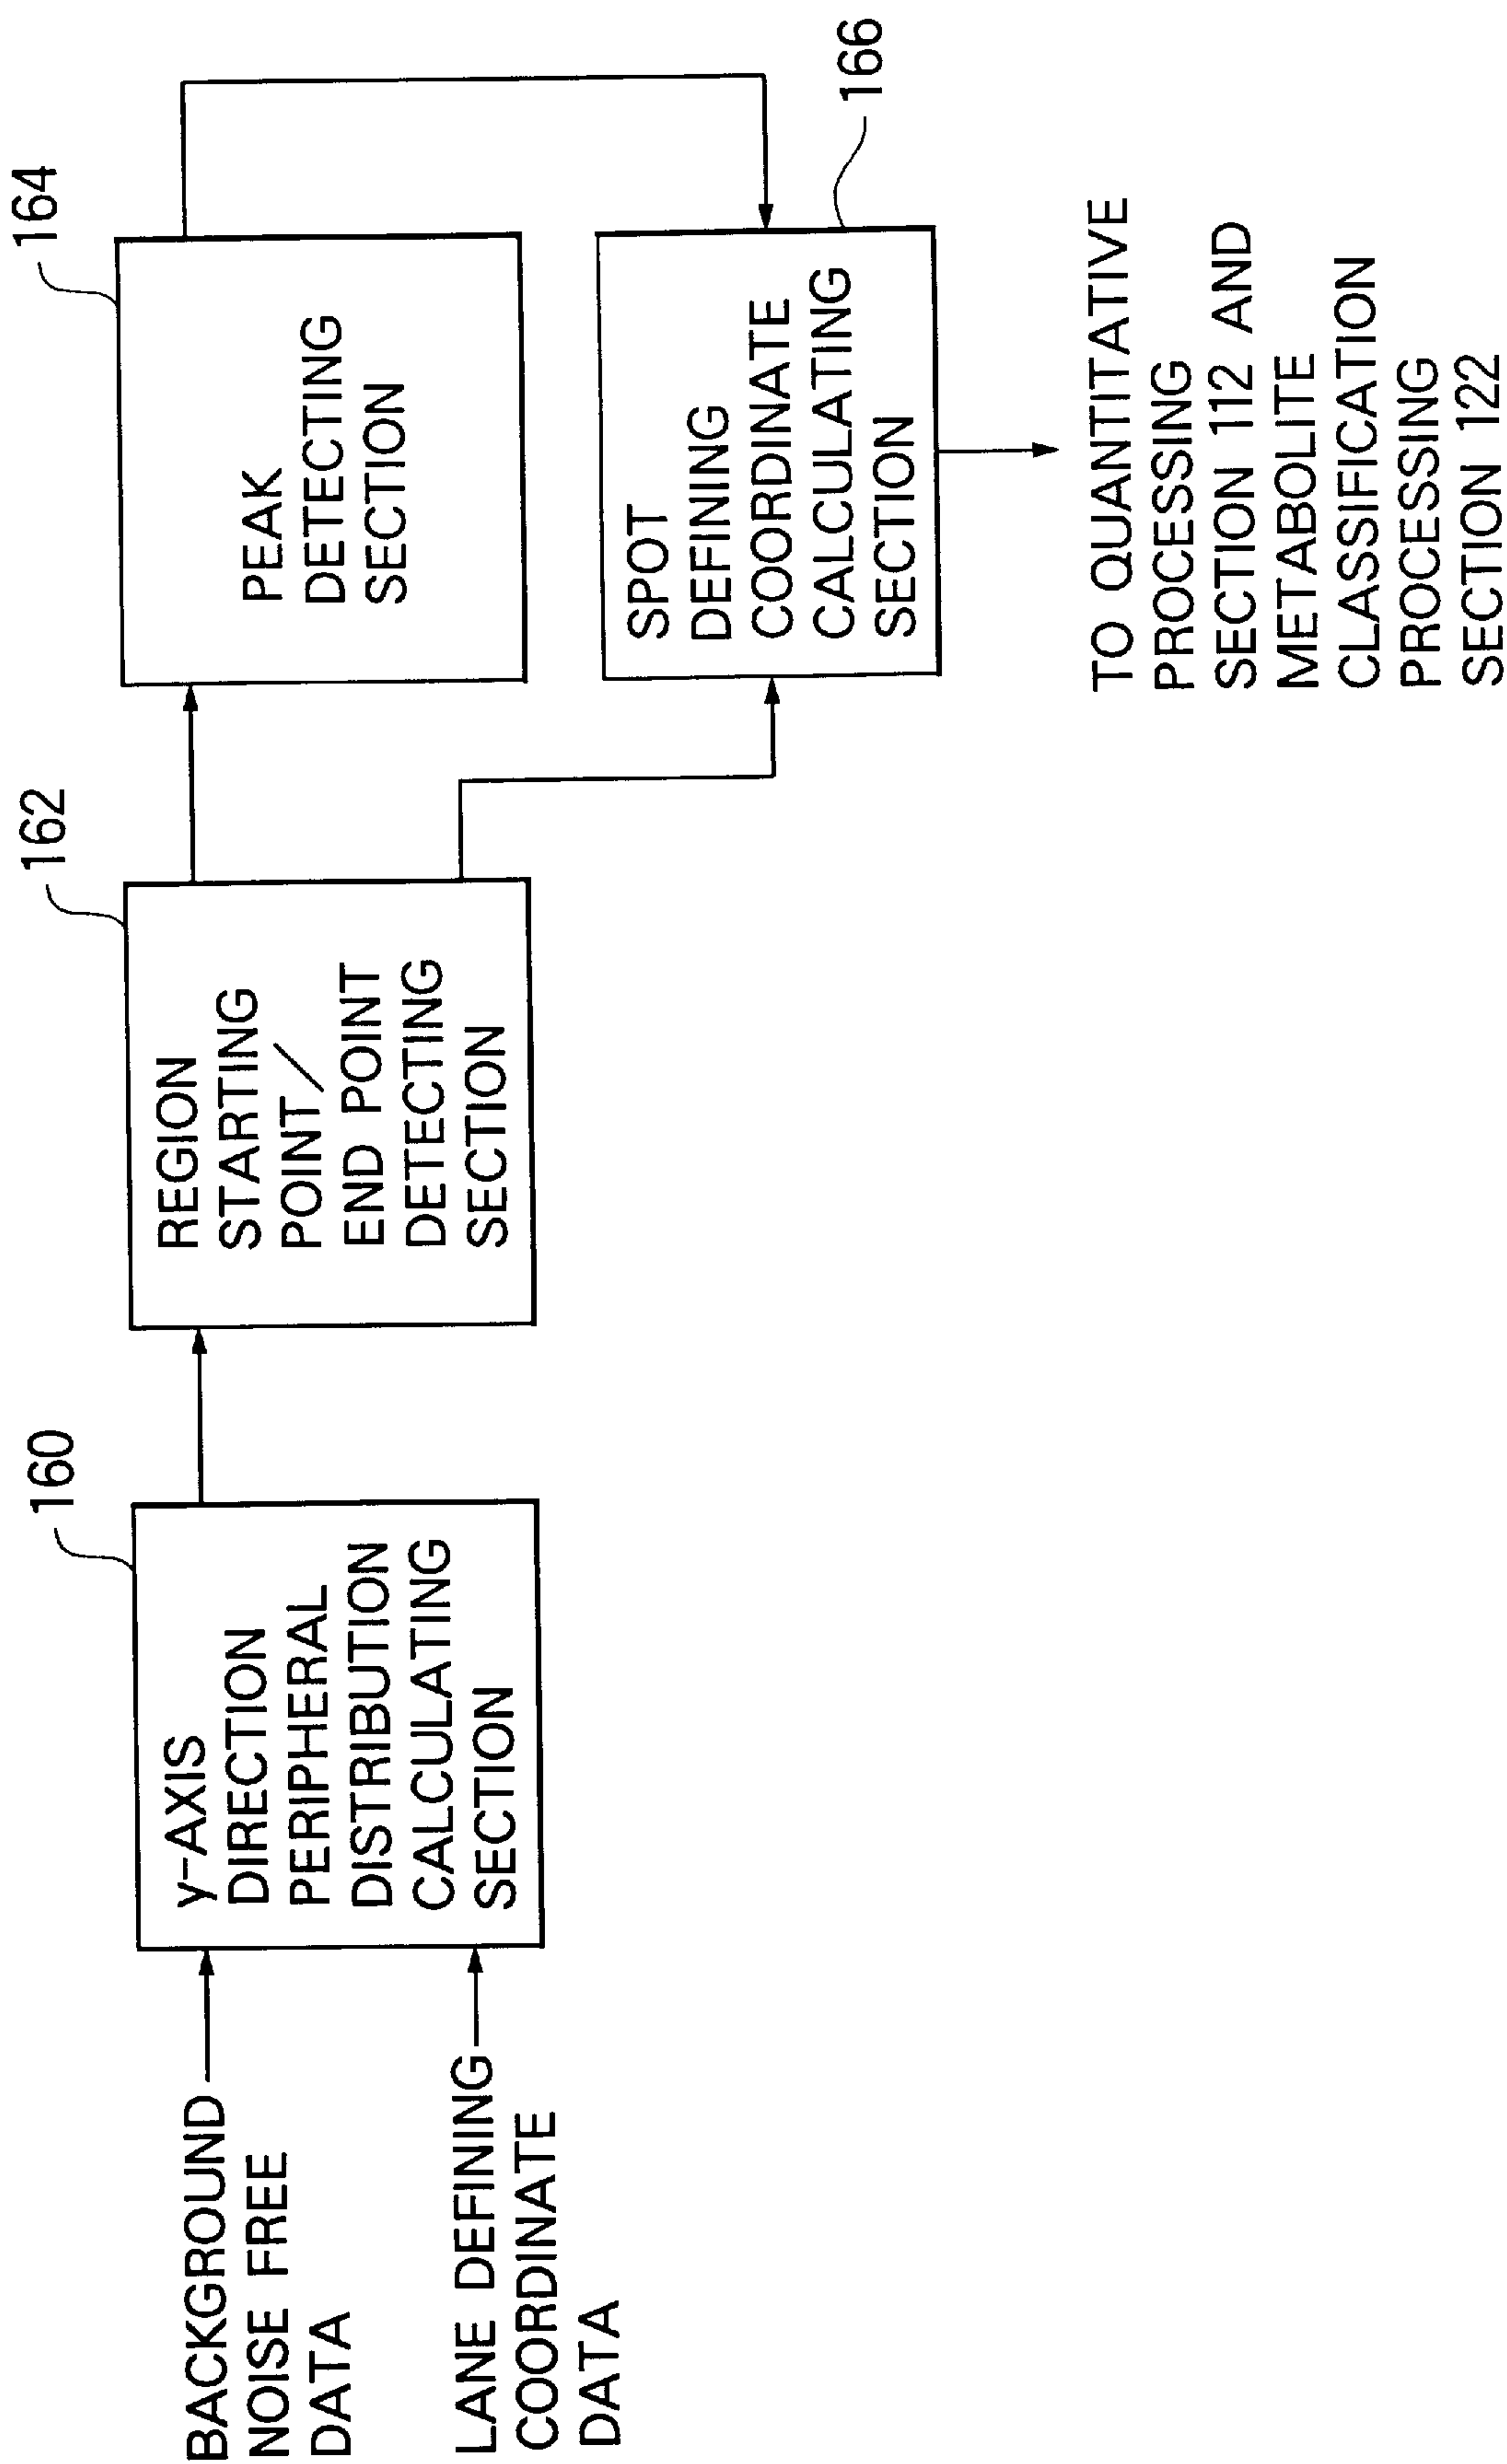 BACKGROUND
NOISE FREE
DATA
LANE DEFINING
COORDINATE
DATA
160
y-AXIS
DIRECTION
PERIPHERAL
DISTRIBUTION
CALCULATING
SECTION
162
REGION
STARTING
POINT/
END POINT
DETECTING
SECTION
164
PEAK
DETECTING
SECTION
166
SPOT
DEFINING
COORDINATE
CALCULATING
SECTION
TO QUANTITATIVE
PROCESSING
SECTION 112 AND
METABOLITE
CLASSIFICATION
PROCESSING
SECTION 122